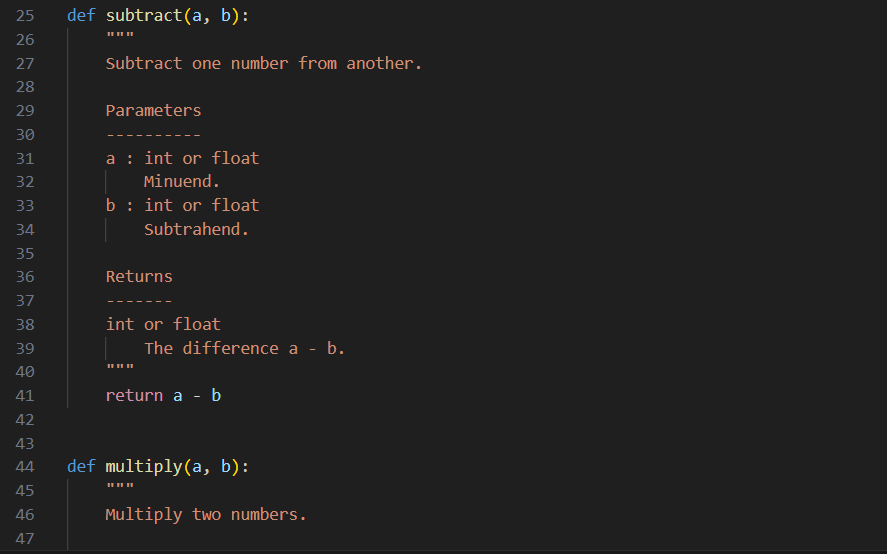 25 def subtract(a, b):
26     """
27     Subtract one number from another.
28
29     Parameters
30     ----------
31     a : int or float
32         Minuend.
33     b : int or float
34         Subtrahend.
35
36     Returns
37     -------
38     int or float
39         The difference a - b.
40     """
41     return a - b
42
43
44 def multiply(a, b):
45     """
46     Multiply two numbers.
47